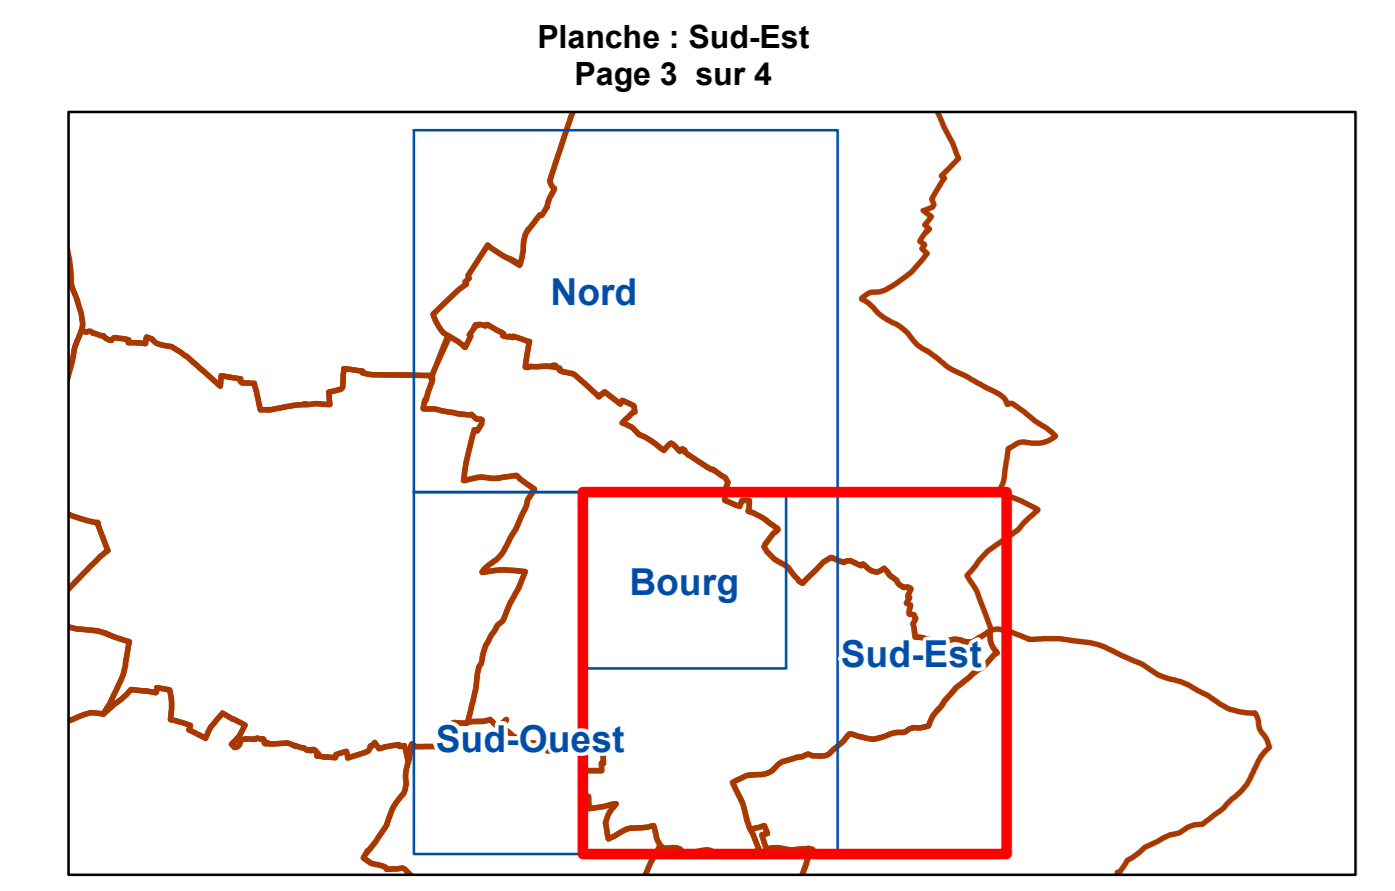 Planche : Sud-Est
Page 3 sur 4
Nord
Bourg
Sud-Est
Sud-Ouest